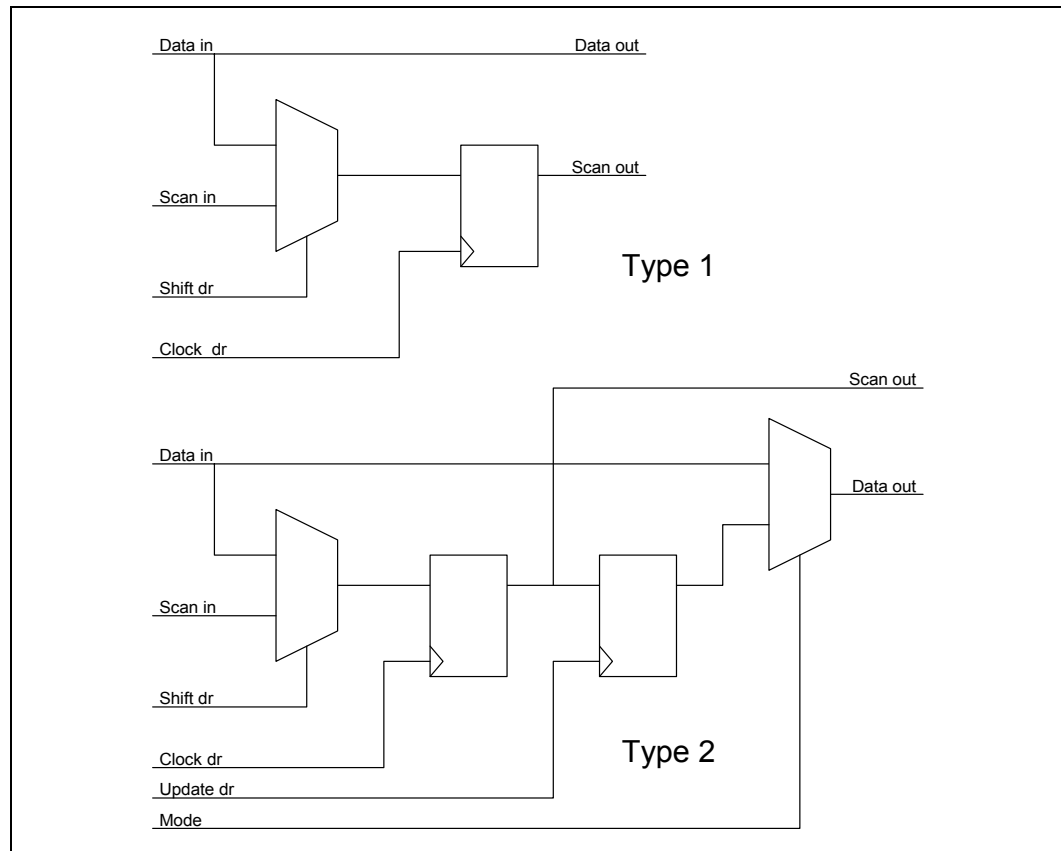 Data in
Data out
Scan out
Scan in
Type 1
Shift dr
Clock dr
Scan out
Data in
Data out
Scan in
Shift dr
Type 2
Clock dr
Update dr
Mode